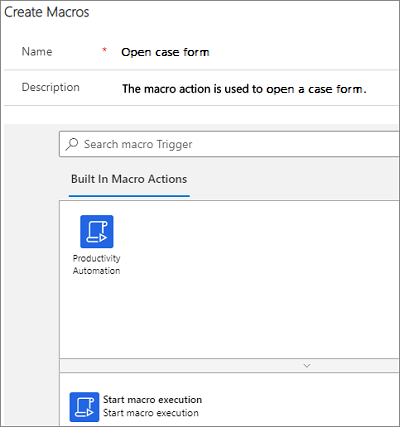 Create Macros
Name * Open case form
Description The macro action is used to open a case form.
Search macro Trigger
Built In Macro Actions
Productivity
Automation
Start macro execution
Start macro execution